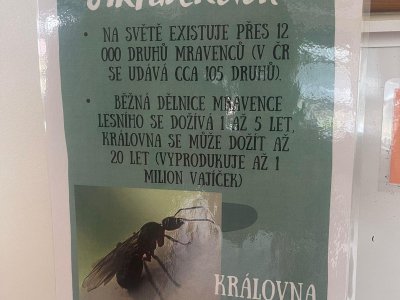 NA SVĚTĚ EXISTUJE PŘES 12
000 DRUHŮ MRAVENCŮ (V ČR
SE UDÁVÁ CCA 105 DRUHŮ).
BĚŽNÁ DĚLNICE MRAVENCE
LESNÍHO SE DOŽÍVÁ 1 AŽ 5 LET,
KRÁLOVNA SE MŮŽE DOŽÍT AŽ
20 LET (VYPRODUKUJE AŽ 1
MILION VAJÍČEK)
KRÁLOVNA